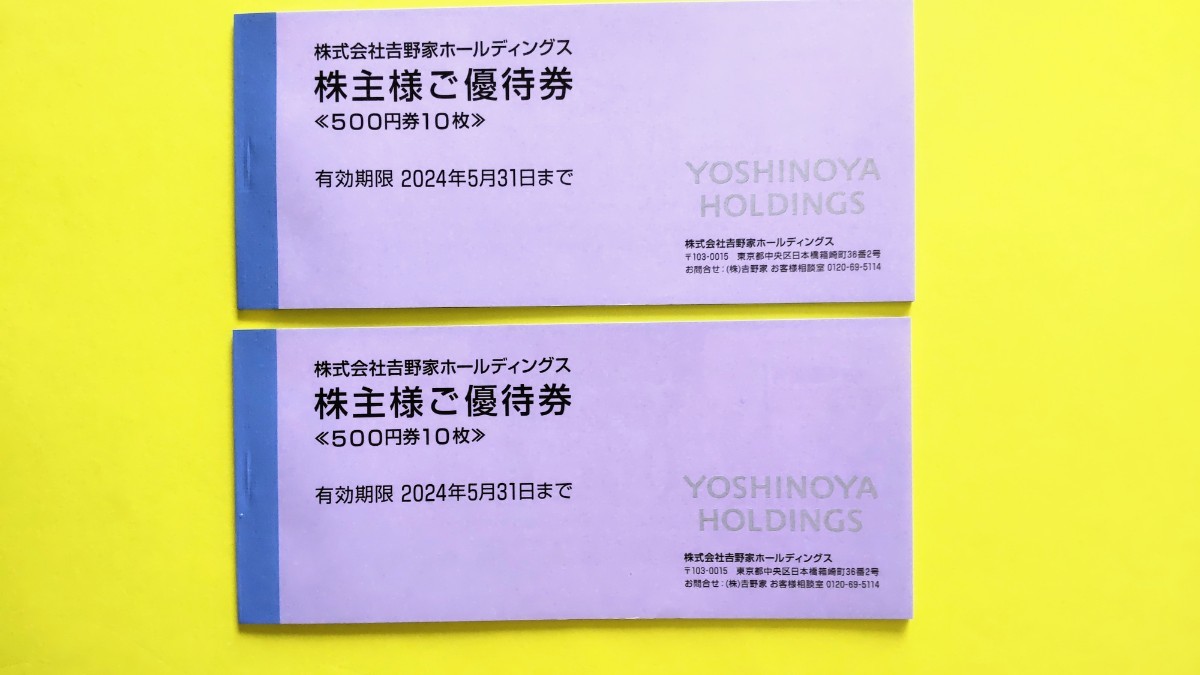 株式会社𠮷野家ホールディングス
株主様ご優待券
≪500円券10枚≫
有効期限 2024年5月31日まで
YOSHINOYA
HOLDINGS
株式会社𠮷野家ホールディングス
〒103-0015 東京都中央区日本橋箱崎町36番2号
お問合せ：(株)𠮷野家 お客様相談室 0120-69-5114
株式会社𠮷野家ホールディングス
株主様ご優待券
≪500円券10枚≫
有効期限 2024年5月31日まで
YOSHINOYA
HOLDINGS
株式会社𠮷野家ホールディングス
〒103-0015 東京都中央区日本橋箱崎町36番2号
お問合せ：(株)𠮷野家 お客様相談室 0120-69-5114